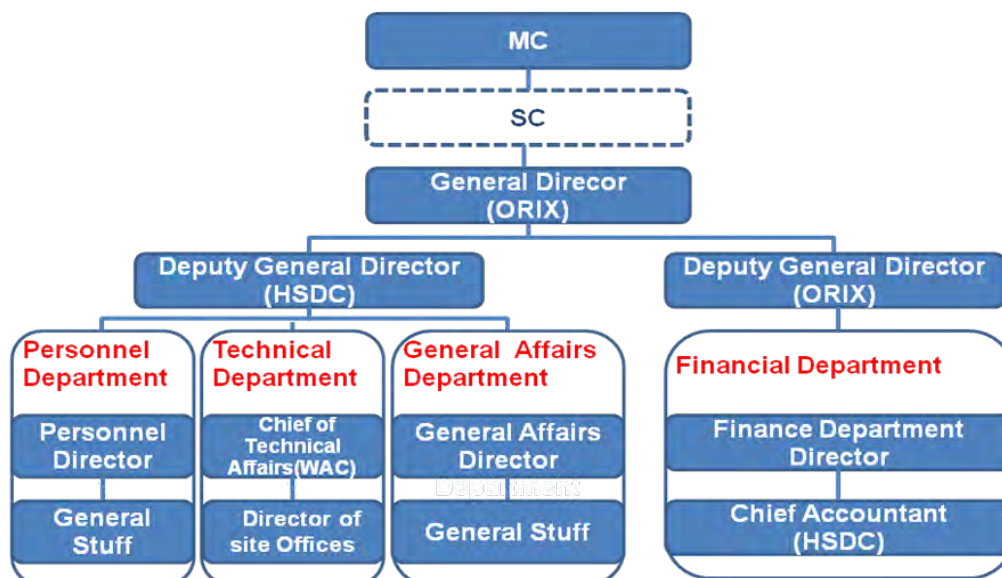 MC
SC
General Direcor
(ORIX)
Deputy General Director
(HSDC)
Deputy General Director
(ORIX)
Personnel
Department
Technical
Department
General Affairs
Department
Financial Department
Personnel
Director
Chief of
Technical
Affairs(WAC)
General Affairs
Director
Department
Finance Department
Director
General
Stuff
Director of
site Offices
General Stuff
Chief Accountant
(HSDC)